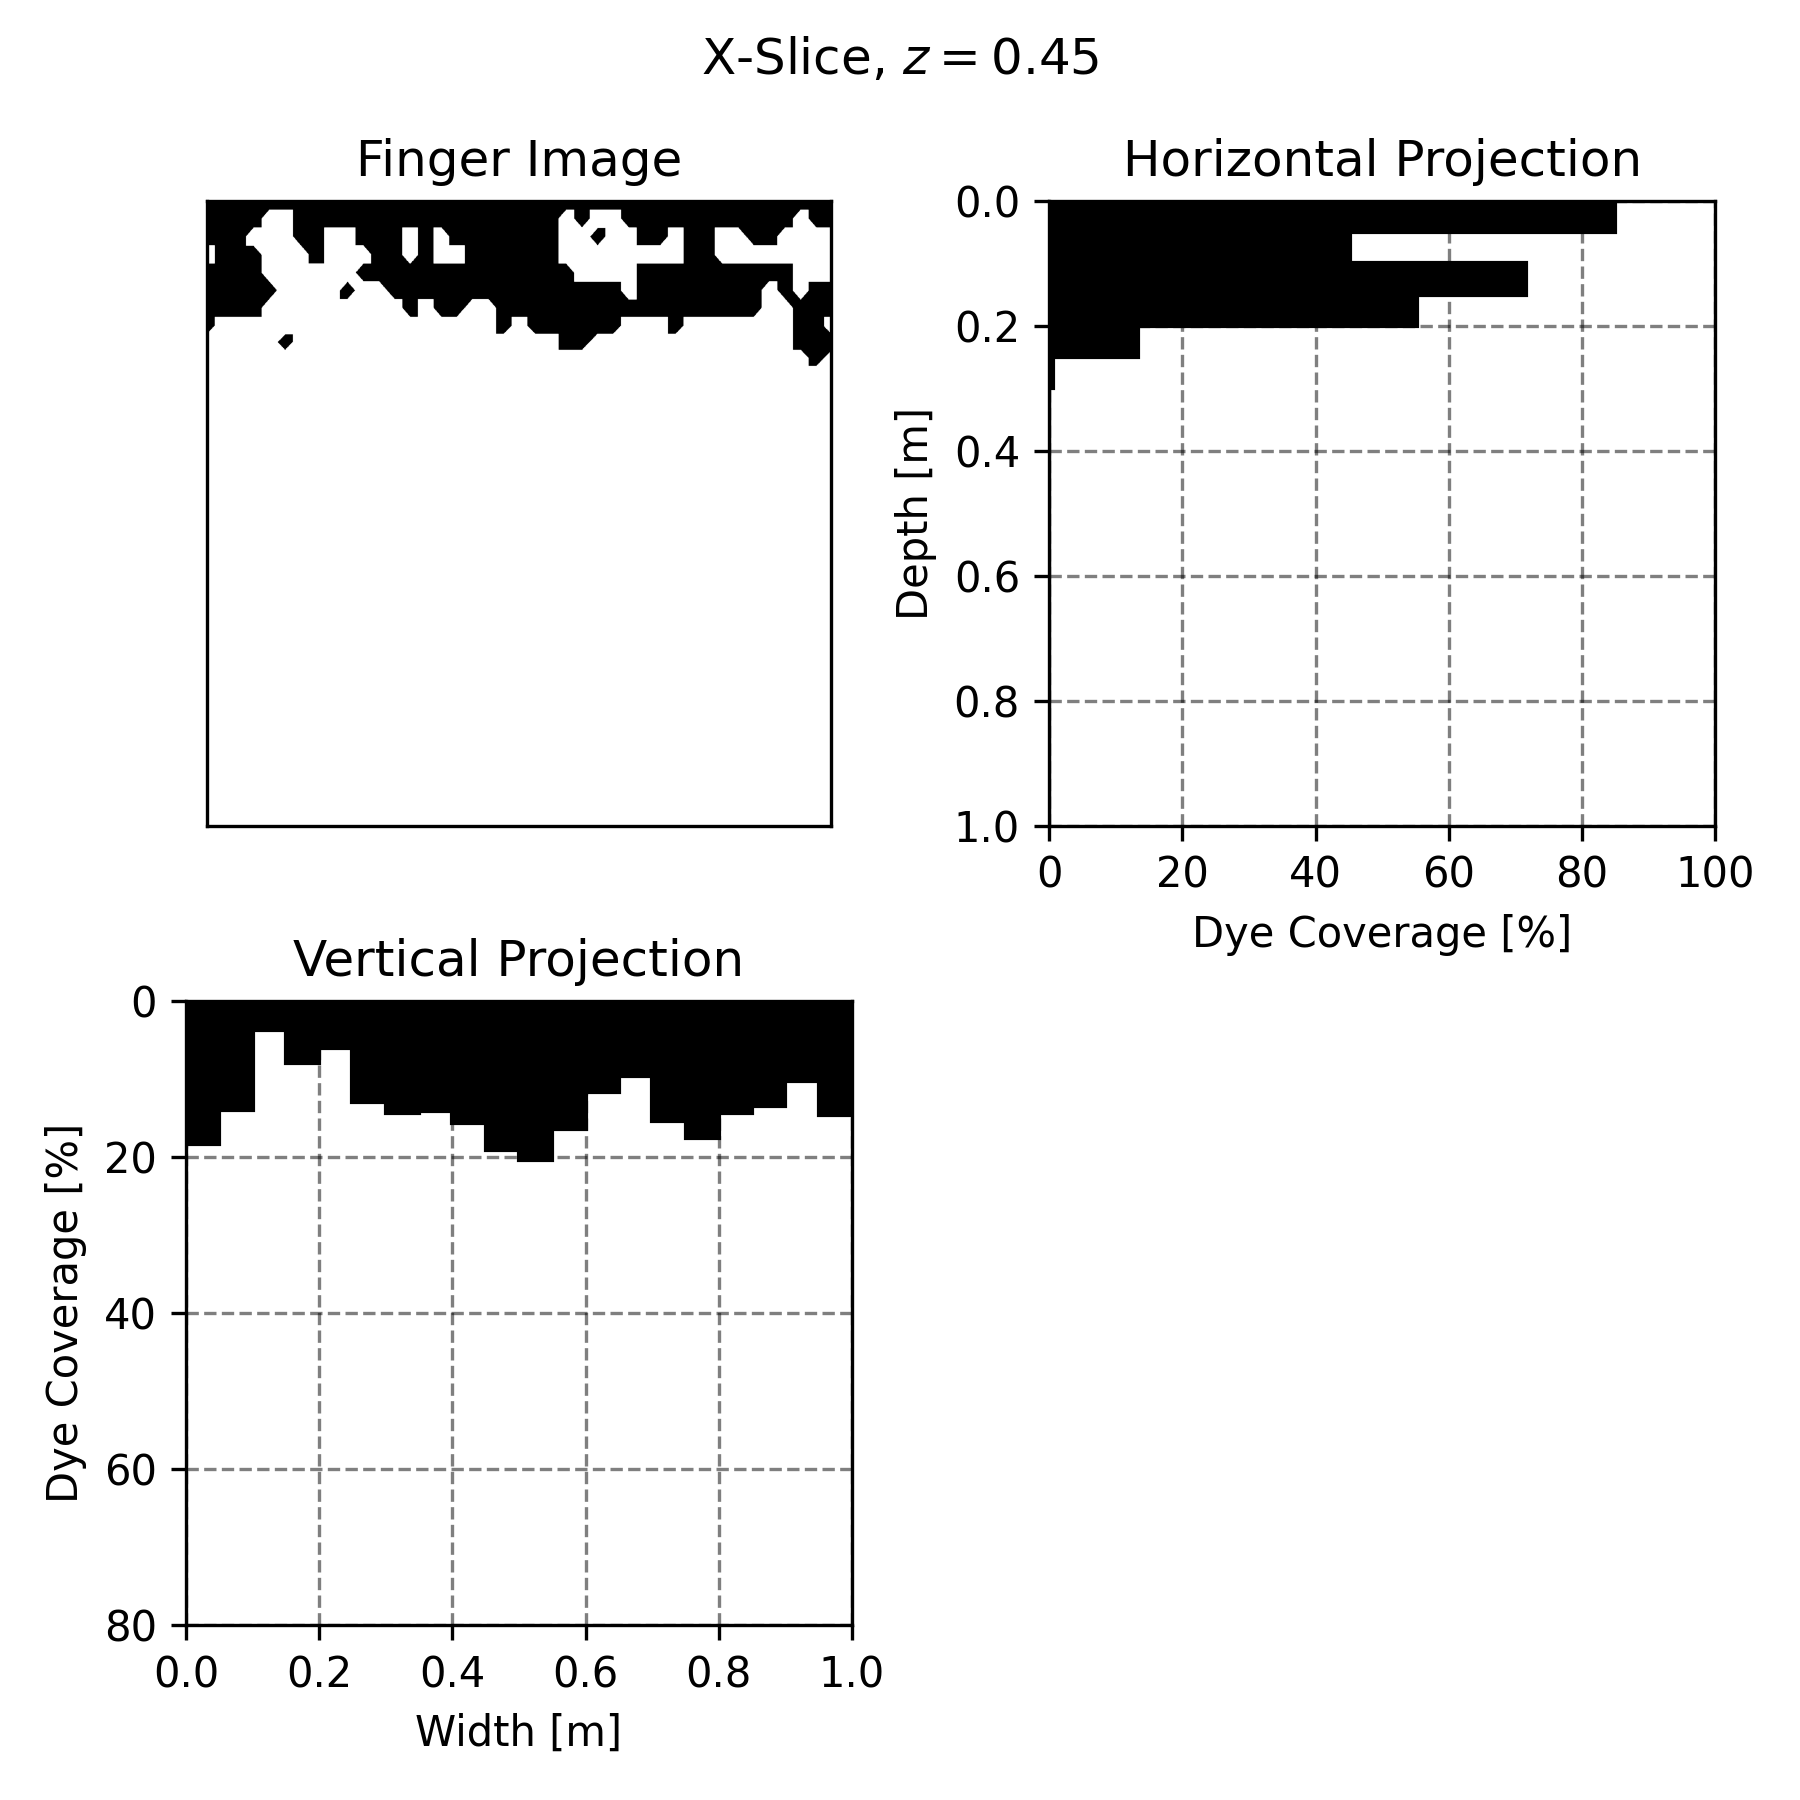 X-Slice, z = 0.45
Finger Image
Horizontal Projection
0.0
0.2
0.4
0.6
0.8
1.0
Depth [m]
0 20 40 60 80 100
Dye Coverage [%]
Vertical Projection
0
20
40
60
80
Dye Coverage [%]
0.0 0.2 0.4 0.6 0.8 1.0
Width [m]